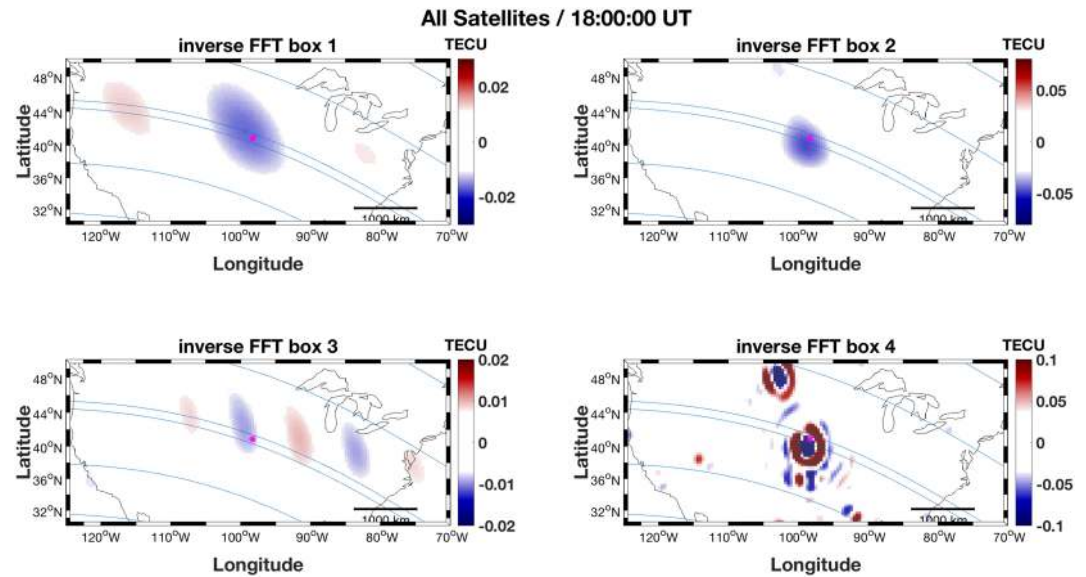 All Satellites / 18:00:00 UT
inverse FFT box 1
TECU
inverse FFT box 2
TECU
48°N
44°N
40°N
36°N
32°N
Latitude
0.02
0
-0.02
1000 km
120°W 110°W 100°W 90°W 80°W 70°W
Longitude
48°N
44°N
40°N
36°N
32°N
Latitude
0.05
0
-0.05
1000 km
120°W 110°W 100°W 90°W 80°W 70°W
Longitude
inverse FFT box 3
TECU
inverse FFT box 4
TECU
48°N
44°N
40°N
36°N
32°N
Latitude
0.02
0.01
0
-0.01
-0.02
1000 km
120°W 110°W 100°W 90°W 80°W 70°W
Longitude
48°N
44°N
40°N
36°N
32°N
Latitude
0.1
0.05
0
-0.05
-0.1
1000 km
120°W 110°W 100°W 90°W 80°W 70°W
Longitude